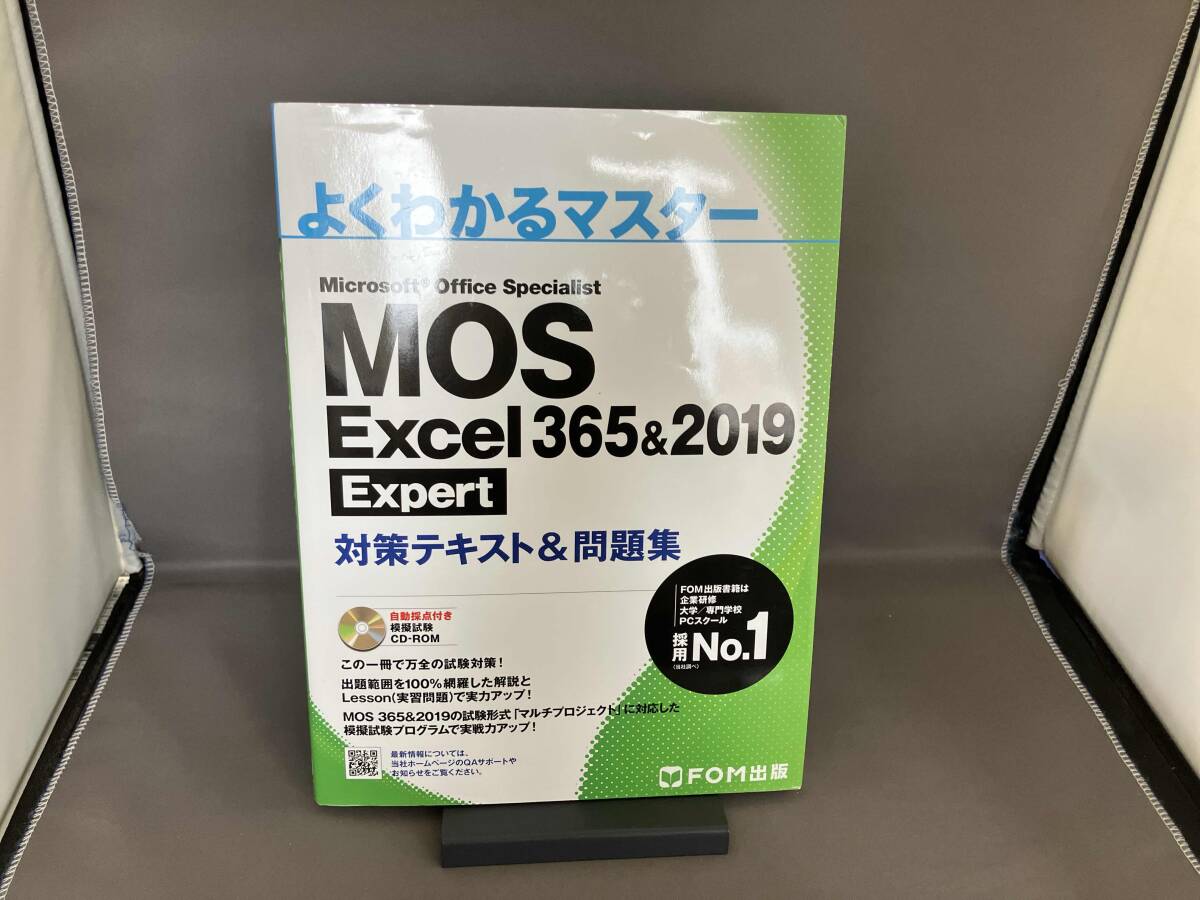 よくわかるマスター
Microsoft® Office Specialist
MOS
Excel 365&2019
Expert
対策テキスト&問題集
FOM出版書籍は
企業研修
大学/専門学校
PCスクール
採用 No.1
(当社調べ)
自動採点付き
模擬試験
CD-ROM
この一冊で万全の試験対策!
出題範囲を100%網羅した解説と
Lesson(実習問題)で実力アップ!
MOS 365&2019の試験形式「マルチプロジェクト」に対応した
模擬試験プログラムで実戦力アップ!
最新情報については、
当社ホームページのQAサポートや
お知らせをご覧ください。
FOM出版